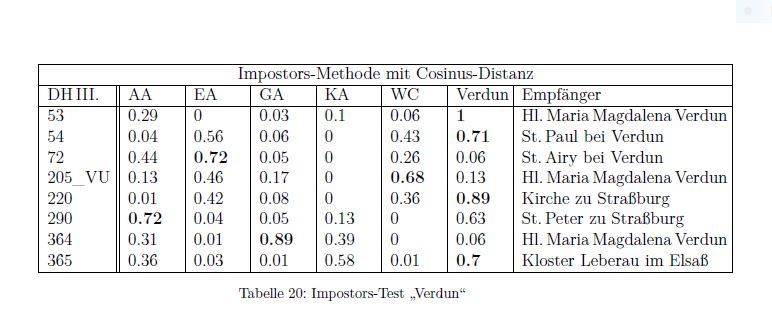 Impostors-Methode mit Cosinus-Distanz
DH III. AA EA GA KA WC Verdun Empfänger
53 0.29 0 0.03 0.1 0.06 1 Hl. Maria Magdalena Verdun
54 0.04 0.56 0.06 0 0.43 0.71 St. Paul bei Verdun
72 0.44 0.72 0.05 0 0.26 0.06 St. Airy bei Verdun
205_VU 0.13 0.46 0.17 0 0.68 0.13 Hl. Maria Magdalena Verdun
220 0.01 0.42 0.08 0 0.36 0.89 Kirche zu Straßburg
290 0.72 0.04 0.05 0.13 0 0.63 St. Peter zu Straßburg
364 0.31 0.01 0.89 0.39 0 0.06 Hl. Maria Magdalena Verdun
365 0.36 0.03 0.01 0.58 0.01 0.7 Kloster Leberau im Elsaß
Tabelle 20: Impostors-Test „Verdun“